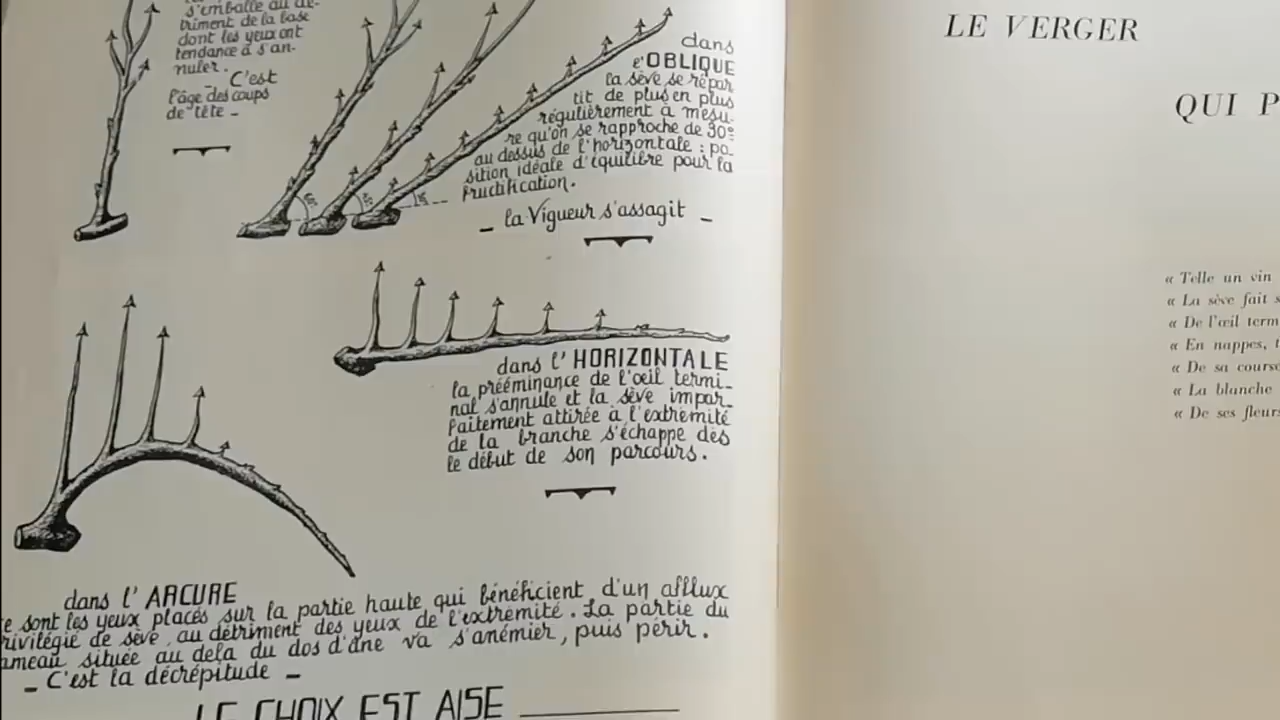 s'emballe au dé-
triment de la base
dont les yeux ont
tendance à s'an-
nuler.
_ C'est
l'âge des coups
de tête _
dans
l'OBLIQUE
la sève se répar
tit de plus en plus
régulièrement à mesu-
re qu'on se rapproche de 30°
au dessus de l'horizontale : po-
sition idéale d'équilibre pour la
fructification.
_ la Vigueur s'assagit _
dans l'HORIZONTALE
la prééminance de l'œil termi-
nal s'annule et la sève impar-
faitement attirée à l'extrémité
de la branche s'échappe dès
le début de son parcours.
dans l'ARCURE
ce sont les yeux placés sur la partie haute qui bénéficient d'un afflux
privilégié de sève au détriment des yeux de l'extrémité. La partie du
rameau située au delà du dos d'âne va s'anémier, puis périr.
_ C'est la décrépitude _
LE CHOIX EST AISE
LE VERGER
QUI P
« Telle un vin
« La sève fait s
« De l'œil term
« En nappes, t
« De sa course
« La blanche
« De ses fleurs